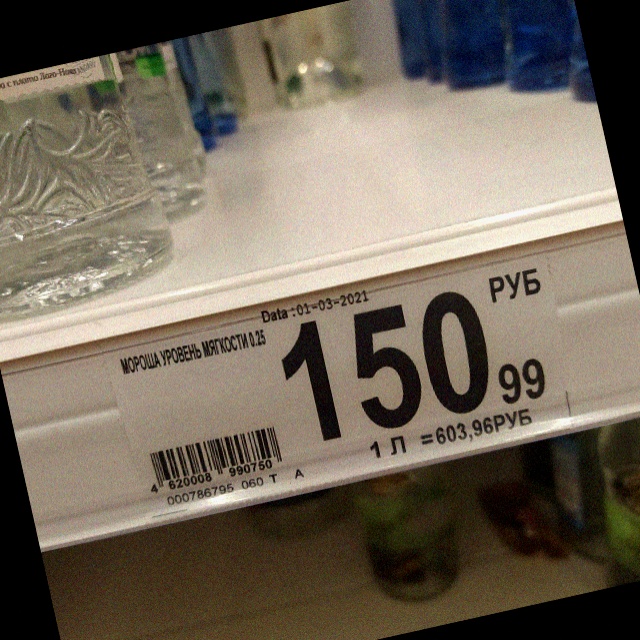 Data :01-03-2021
МОРОША УРОВЕНЬ МЯГКОСТИ 0.25
150 99 РУБ
1 Л =603,96РУБ
4 620008 990750
000786795 060 Т А